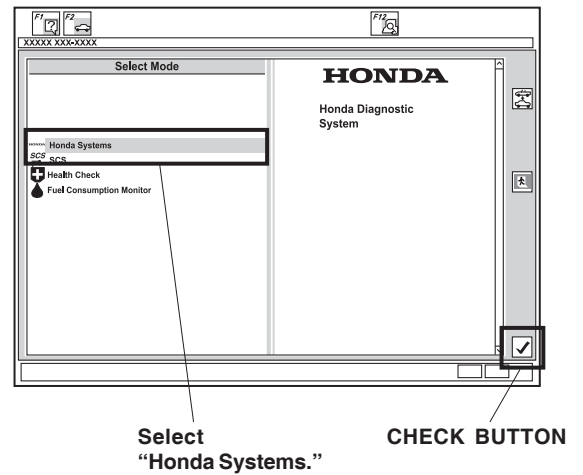 F1 F2 F12
XXXXX XXX-XXXX
Select Mode
HONDA
Honda Diagnostic
System
HONDA Honda Systems
SCS SCS
Health Check
Fuel Consumption Monitor
Select
“Honda Systems.”
CHECK BUTTON